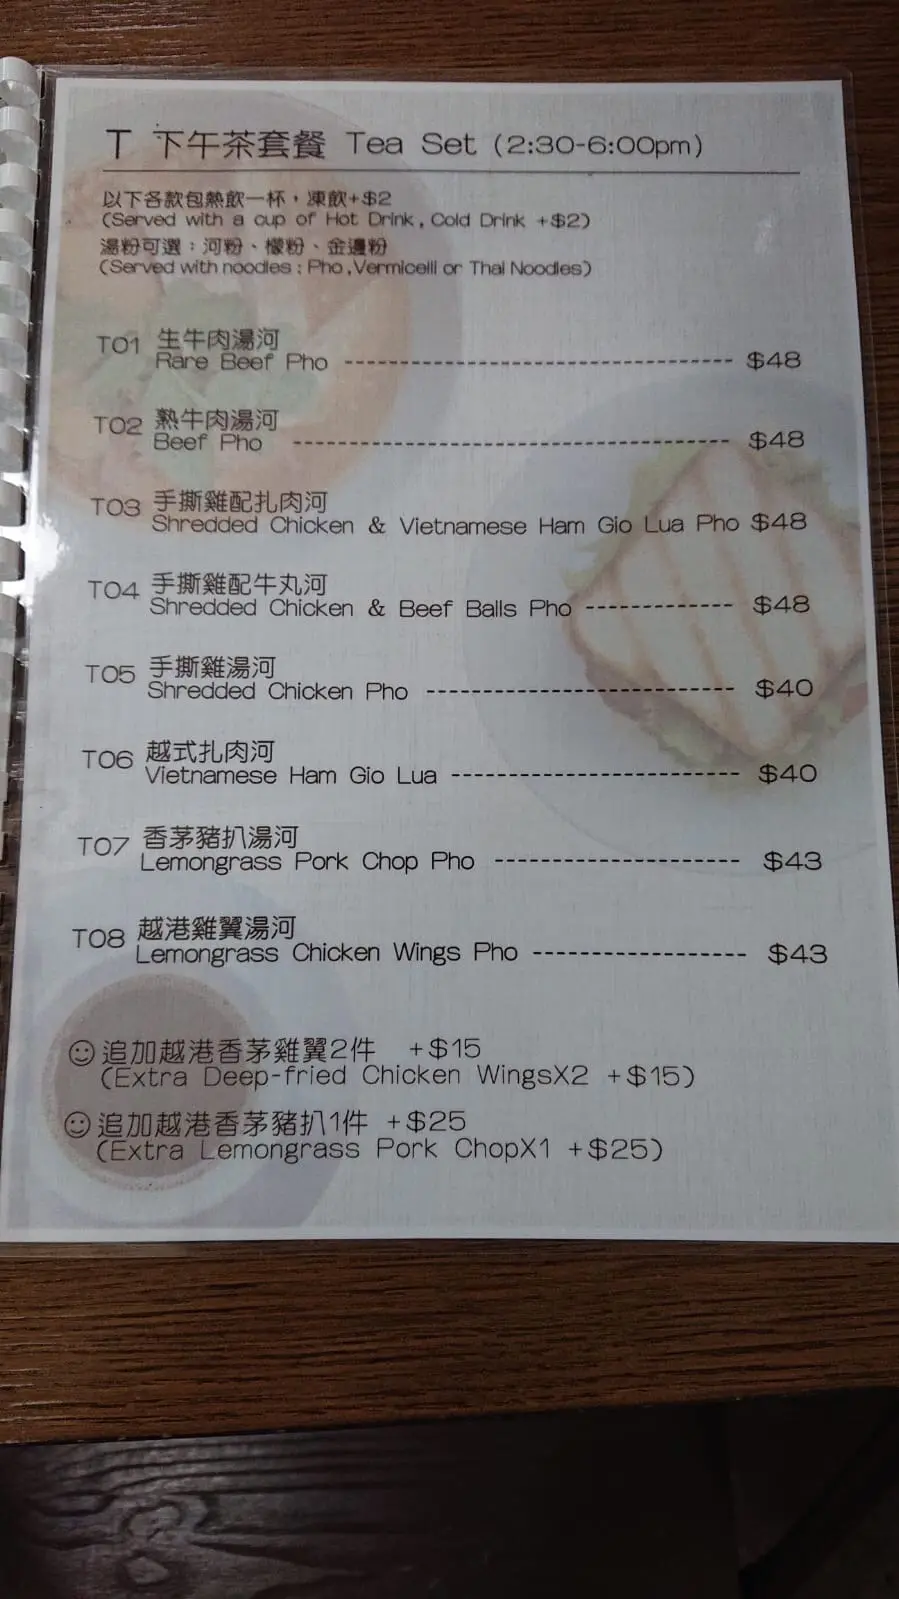 T 下午茶套餐 Tea Set (2:30-6:00pm)
以下各款包熱飲一杯，凍飲+$2
(Served with a cup of Hot Drink, Cold Drink +$2)
湯粉可選：河粉、檬粉、金邊粉
(Served with noodles : Pho,Vermicelli or Thai Noodles)
T01 生牛肉湯河
Rare Beef Pho ---------------------------------- $48
T02 熟牛肉湯河
Beef Pho -------------------------------------- $48
T03 手撕雞配扎肉河
Shredded Chicken & Vietnamese Ham Gio Lua Pho $48
T04 手撕雞配牛丸河
Shredded Chicken & Beef Balls Pho ------------- $48
T05 手撕雞湯河
Shredded Chicken Pho --------------------------- $40
T06 越式扎肉河
Vietnamese Ham Gio Lua ------------------------- $40
T07 香茅豬扒湯河
Lemongrass Pork Chop Pho --------------------- $43
T08 越港雞翼湯河
Lemongrass Chicken Wings Pho ------------------- $43
☺追加越港香茅雞翼2件 +$15
(Extra Deep-fried Chicken WingsX2 +$15)
☺追加越港香茅豬扒1件 +$25
(Extra Lemongrass Pork ChopX1 +$25)